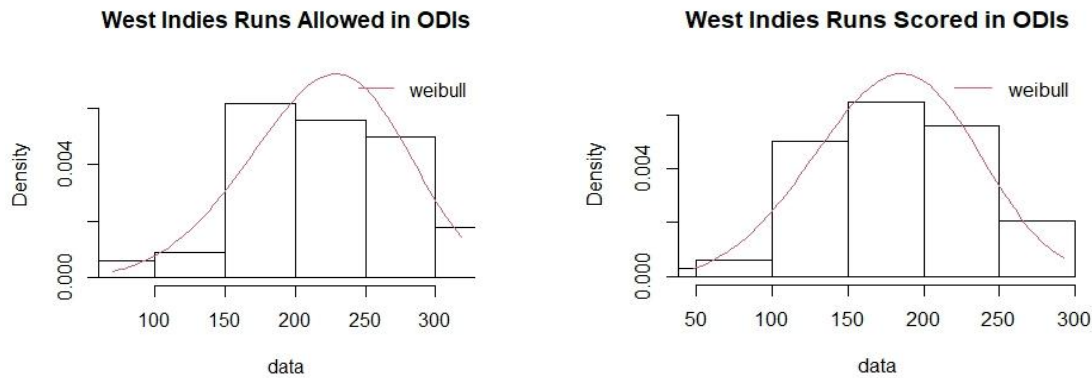 West Indies Runs Allowed in ODIs
weibull
Density
0.004
0.000
100 150 200 250 300
data
West Indies Runs Scored in ODIs
weibull
Density
0.004
0.000
50 100 150 200 250 300
data